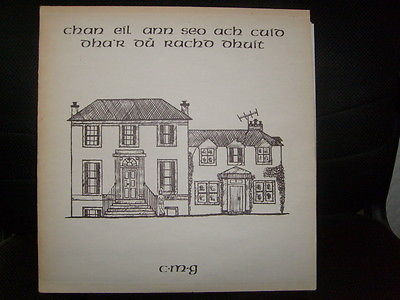 chan eil ann seo ach cuid
dha'r dù rachd dhuit
c·m·g